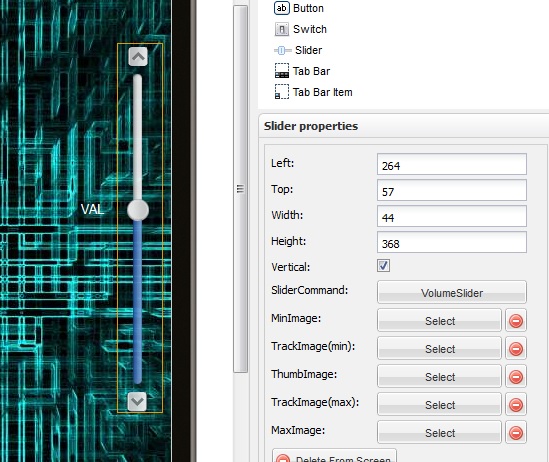 Button
Switch
Slider
Tab Bar
Tab Bar Item
Slider properties
Left: 264
Top: 57
Width: 44
VAL
Height: 368
Vertical:
SliderCommand: VolumeSlider
MinImage: Select
TrackImage(min): Select
ThumbImage: Select
TrackImage(max): Select
MaxImage: Select
Delete From Screen